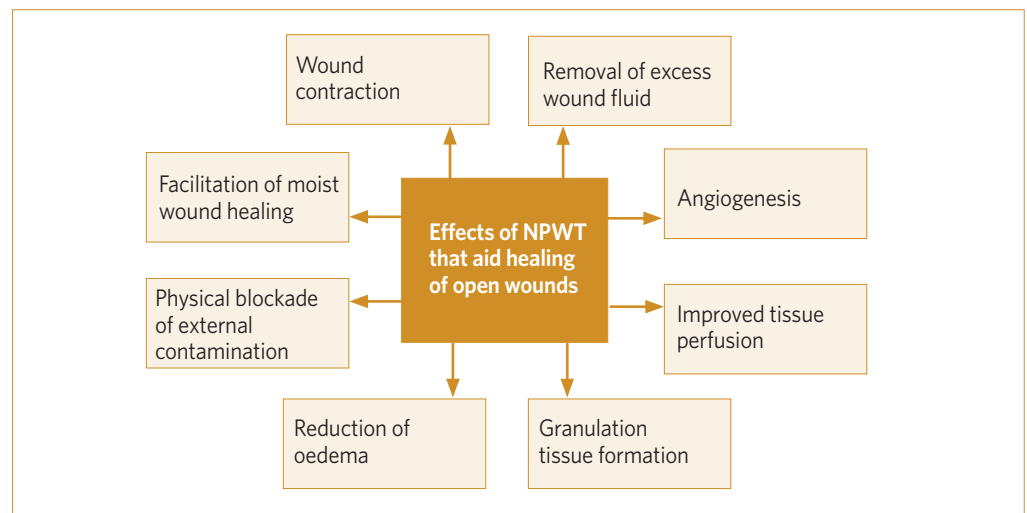 Wound
contraction
Removal of excess
wound fluid
Facilitation of moist
wound healing
Effects of NPWT
that aid healing
of open wounds
Angiogenesis
Physical blockade
of external
contamination
Improved tissue
perfusion
Reduction of
oedema
Granulation
tissue formation